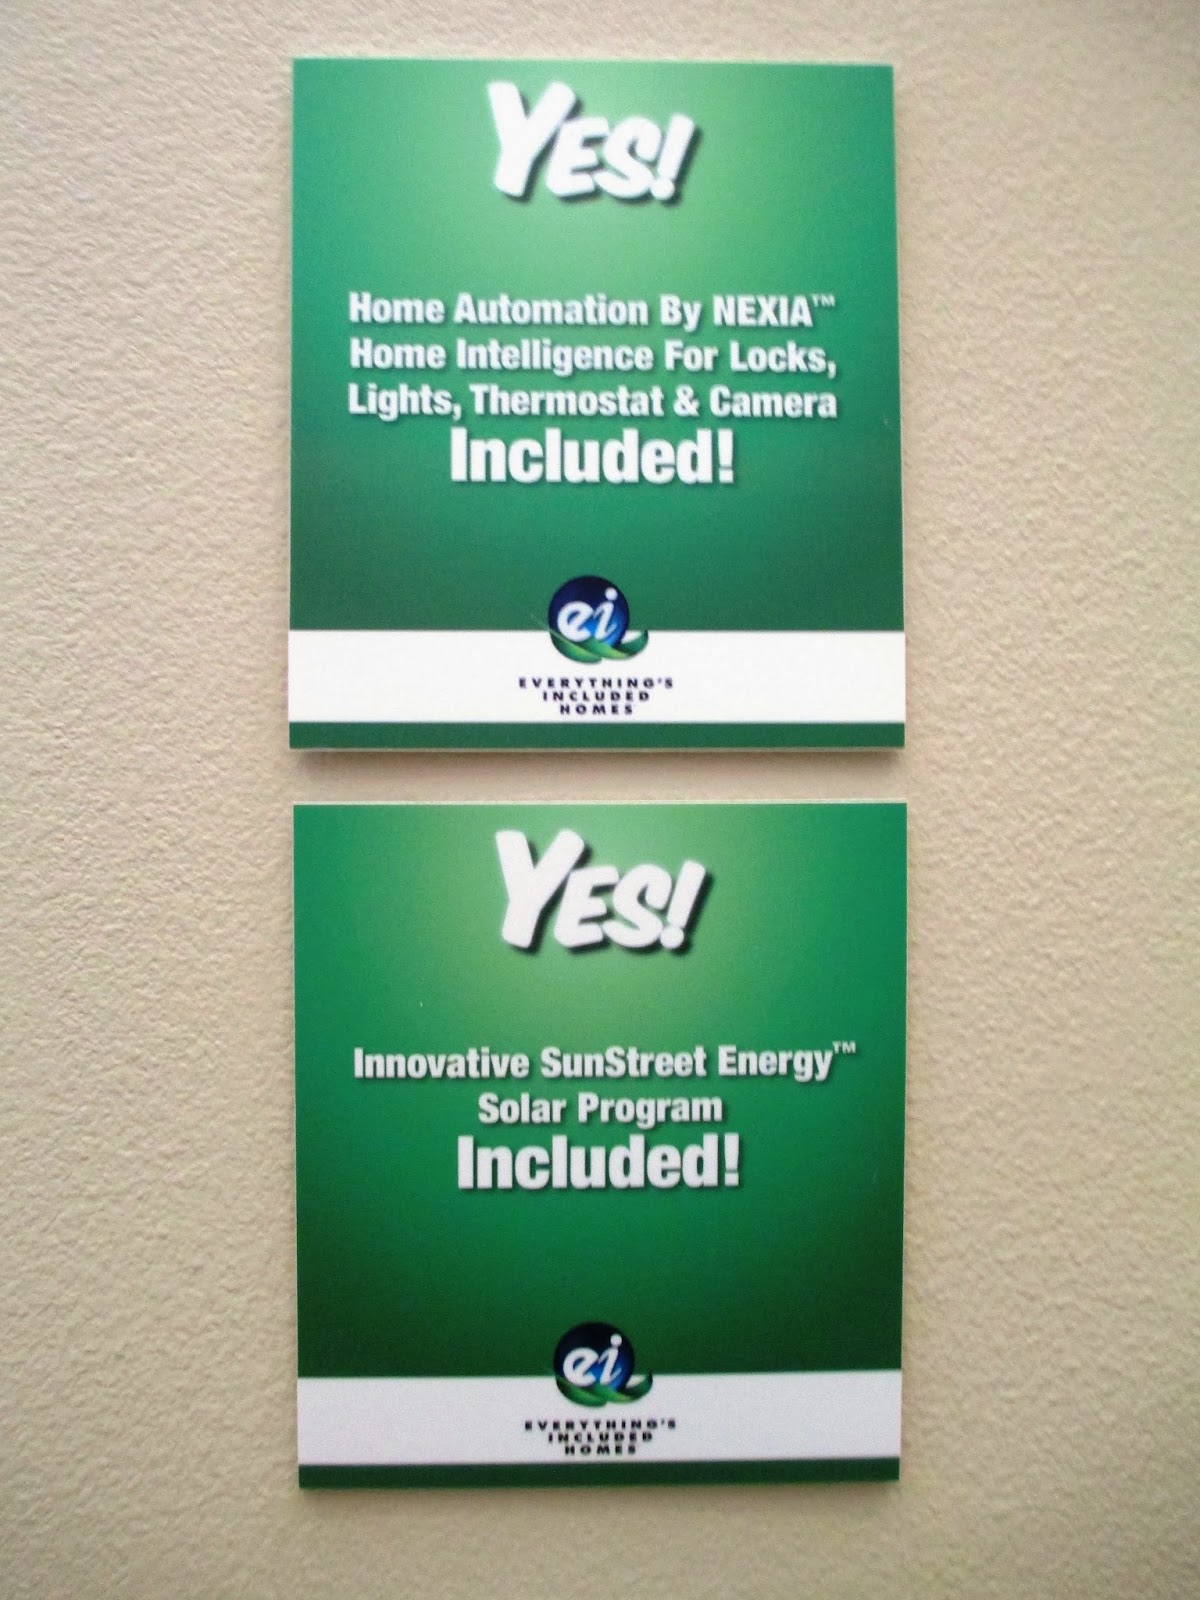 YES!
Home Automation By NEXIA™
Home Intelligence For Locks,
Lights, Thermostat & Camera
Included!
ei
EVERYTHING'S
INCLUDED
HOMES
YES!
Innovative SunStreet Energy™
Solar Program
Included!
ei
EVERYTHING'S
INCLUDED
HOMES